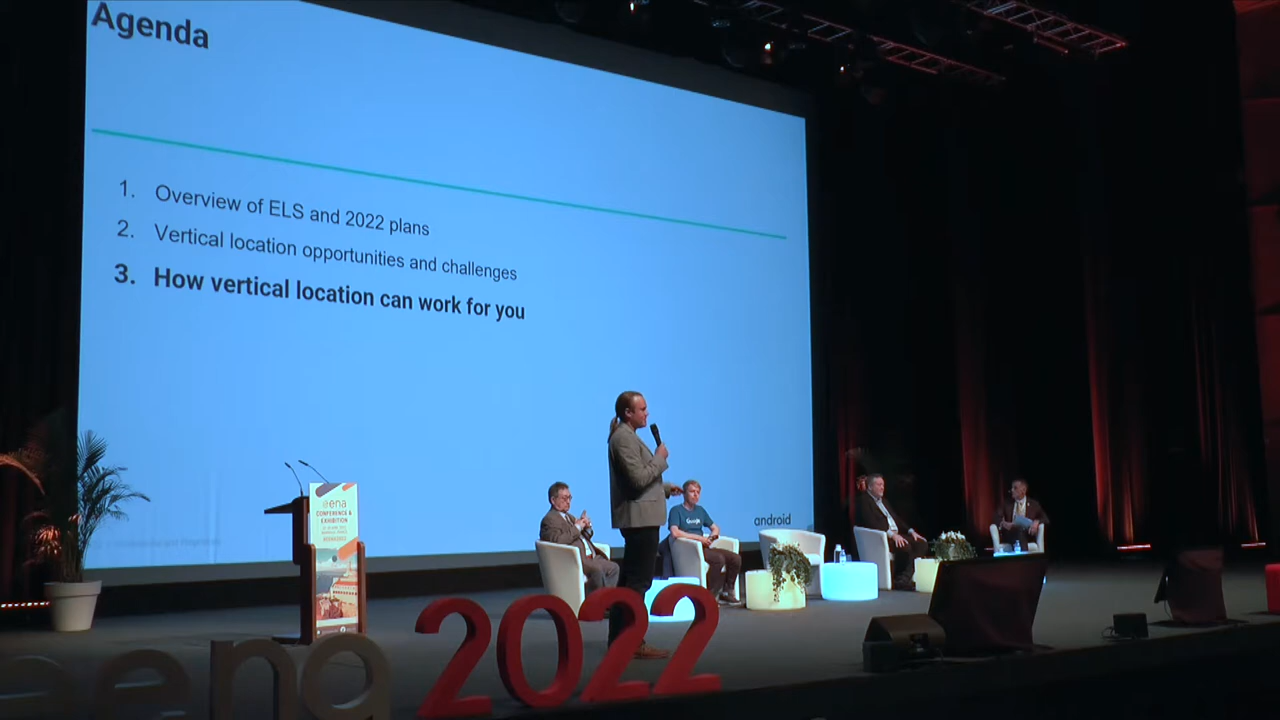 Agenda
1. Overview of ELS and 2022 plans
2. Vertical location opportunities and challenges
3. How vertical location can work for you
android
Google
eena
CONFERENCE &
EXHIBITION
eena 2022